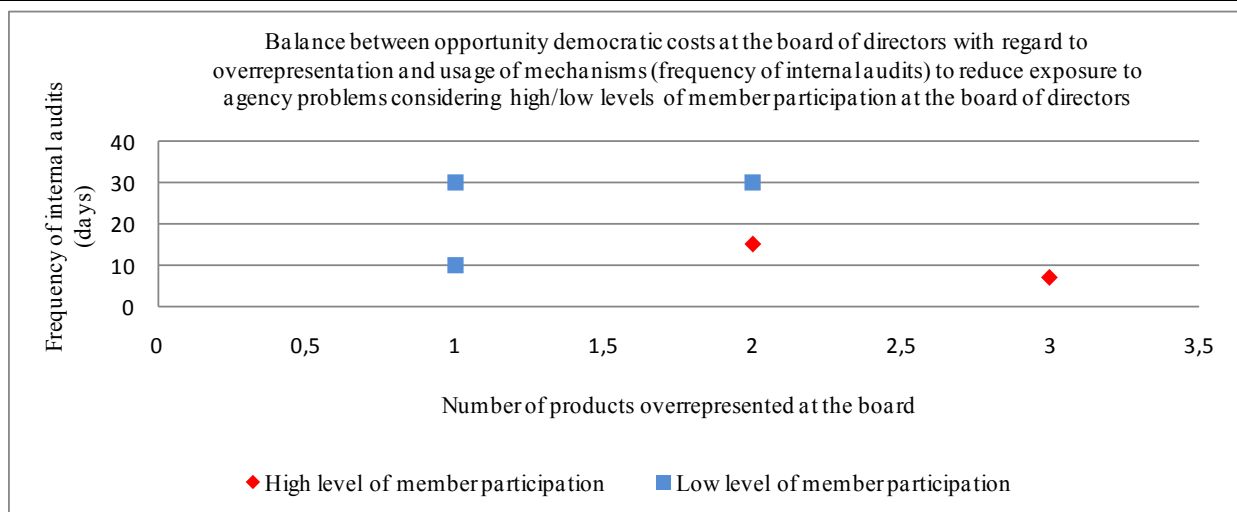 Balance between opportunity democratic costs at the board of directors with regard to
overrepresentation and usage of mechanisms (frequency of internal audits) to reduce exposure to
agency problems considering high/low levels of member participation at the board of directors
Frequency of internal audits
(days)
40
30
20
10
0
0 0,5 1 1,5 2 2,5 3 3,5
Number of products overrepresented at the board
High level of member participation Low level of member participation